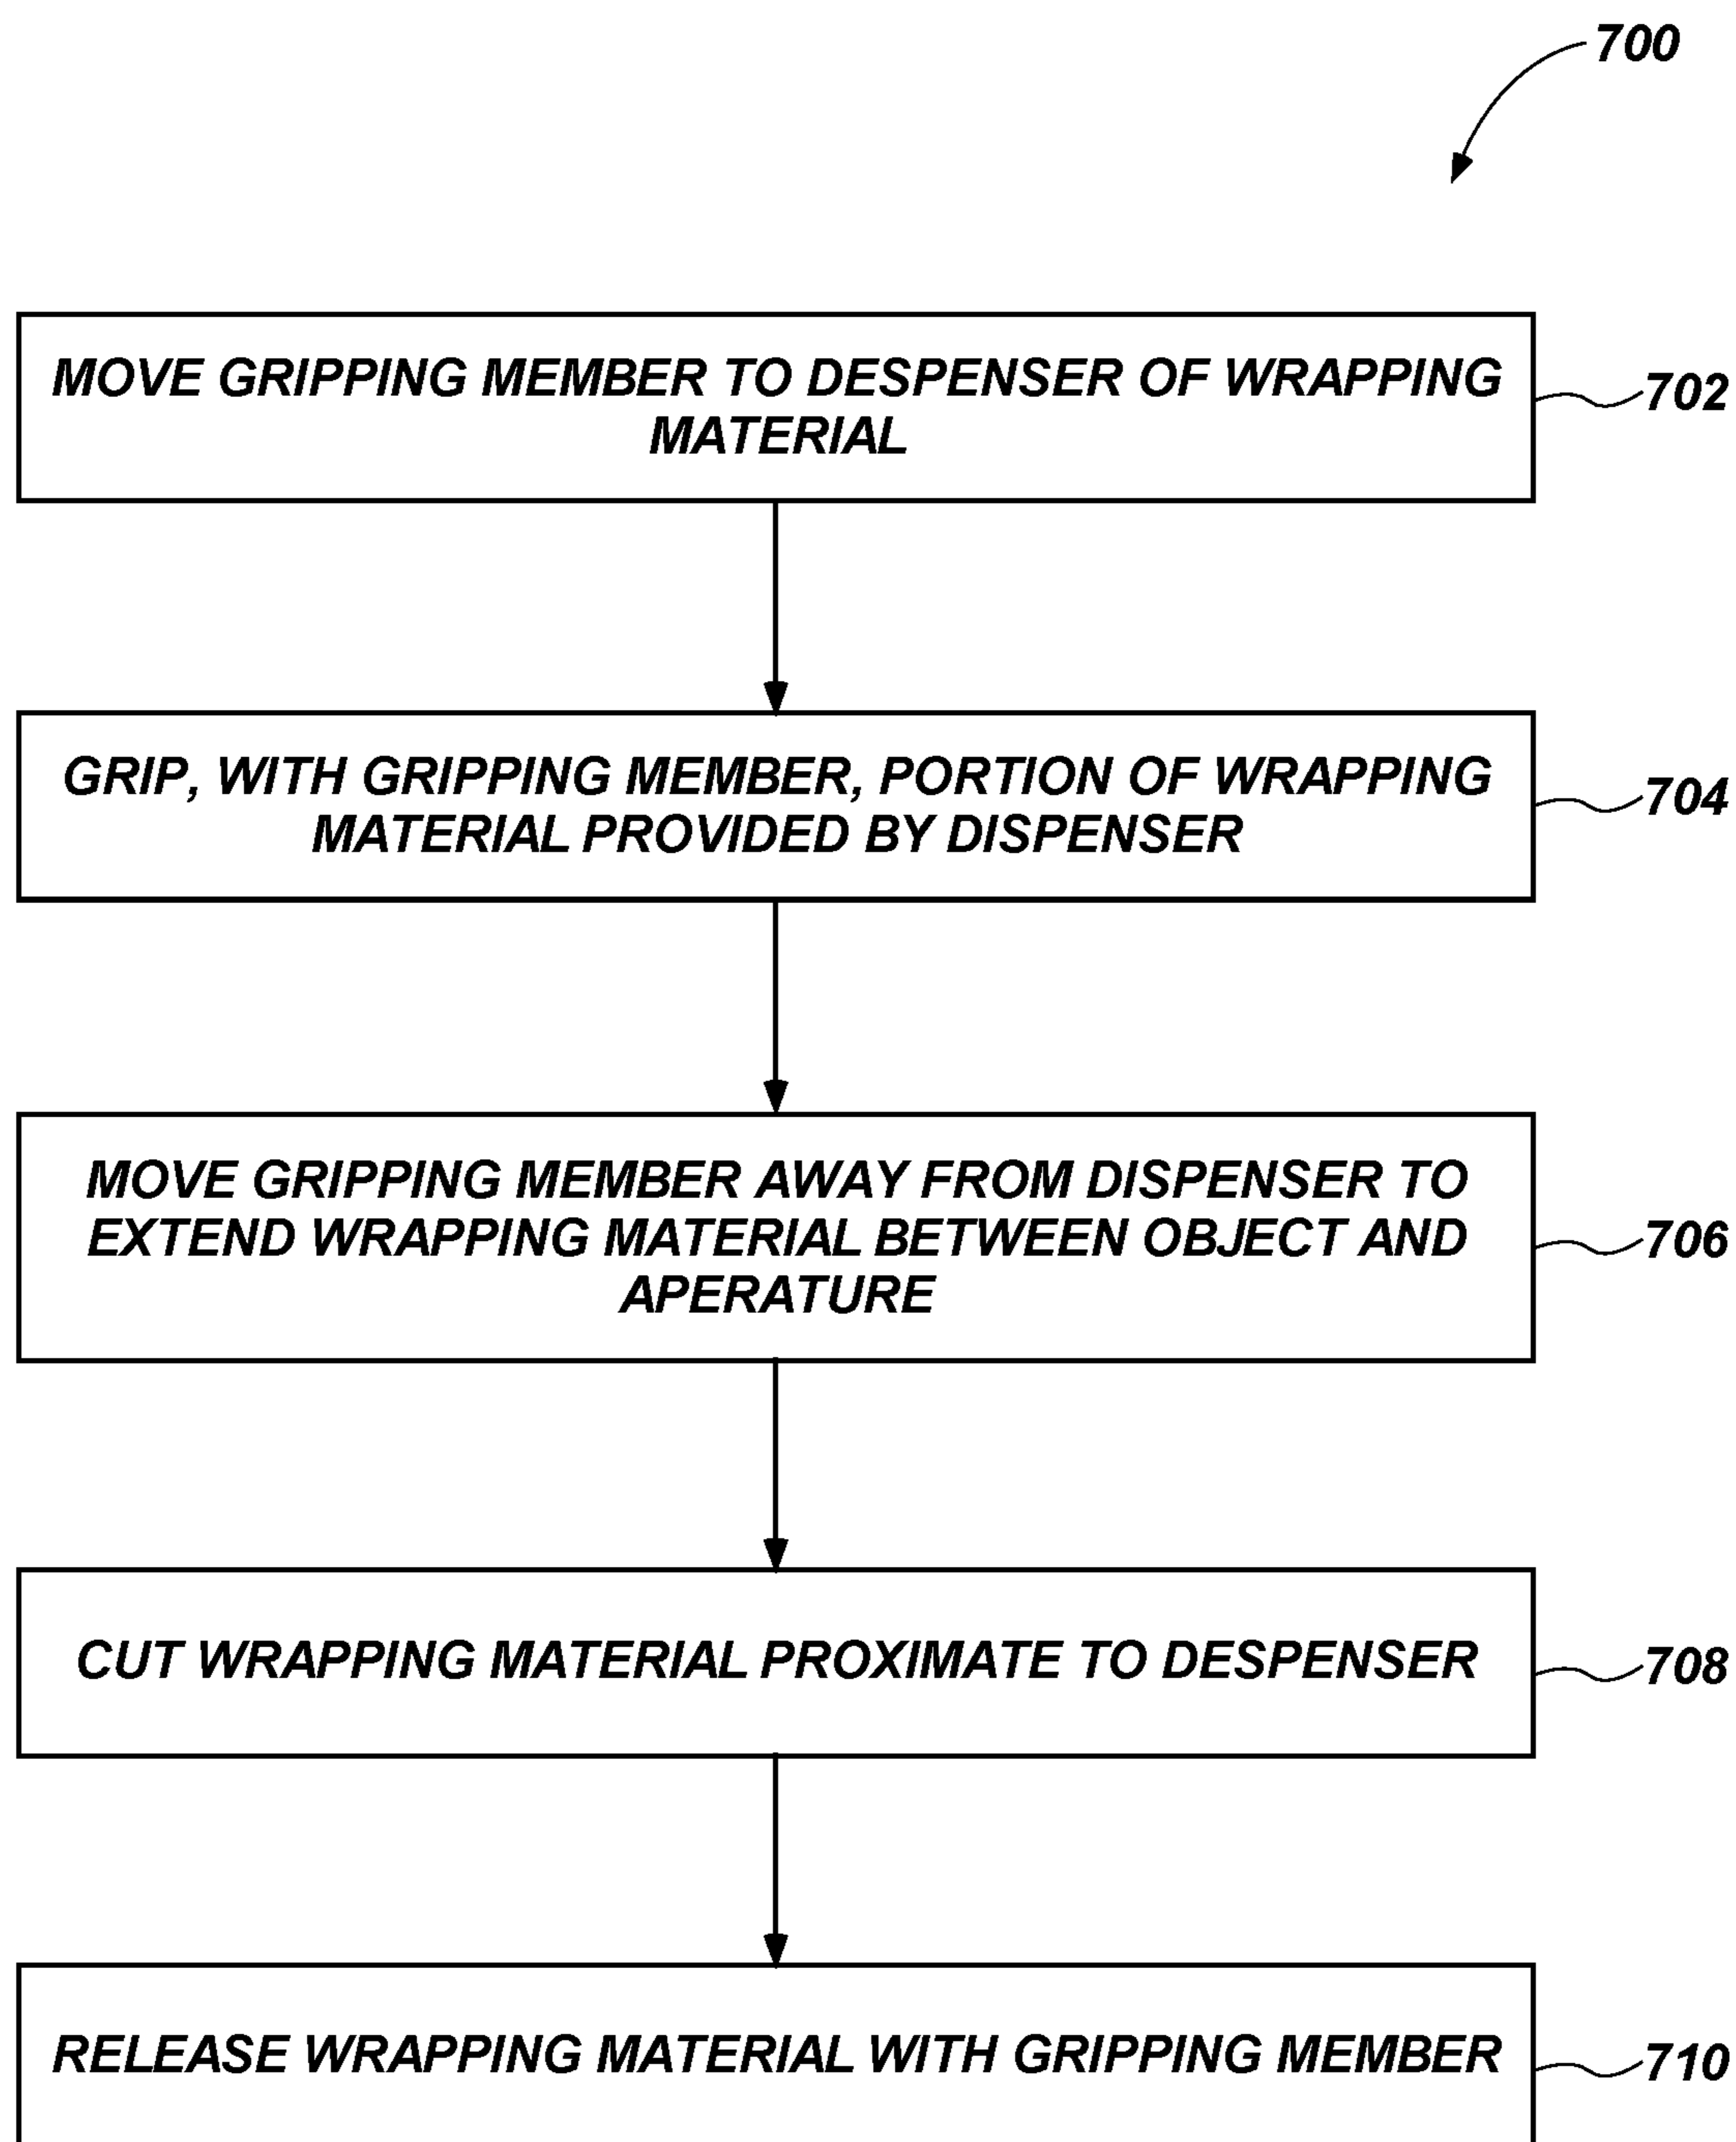 700
MOVE GRIPPING MEMBER TO DESPENSER OF WRAPPING
MATERIAL
702
GRIP, WITH GRIPPING MEMBER, PORTION OF WRAPPING
MATERIAL PROVIDED BY DISPENSER
704
MOVE GRIPPING MEMBER AWAY FROM DISPENSER TO
EXTEND WRAPPING MATERIAL BETWEEN OBJECT AND
APERATURE
706
CUT WRAPPING MATERIAL PROXIMATE TO DESPENSER
708
RELEASE WRAPPING MATERIAL WITH GRIPPING MEMBER
710